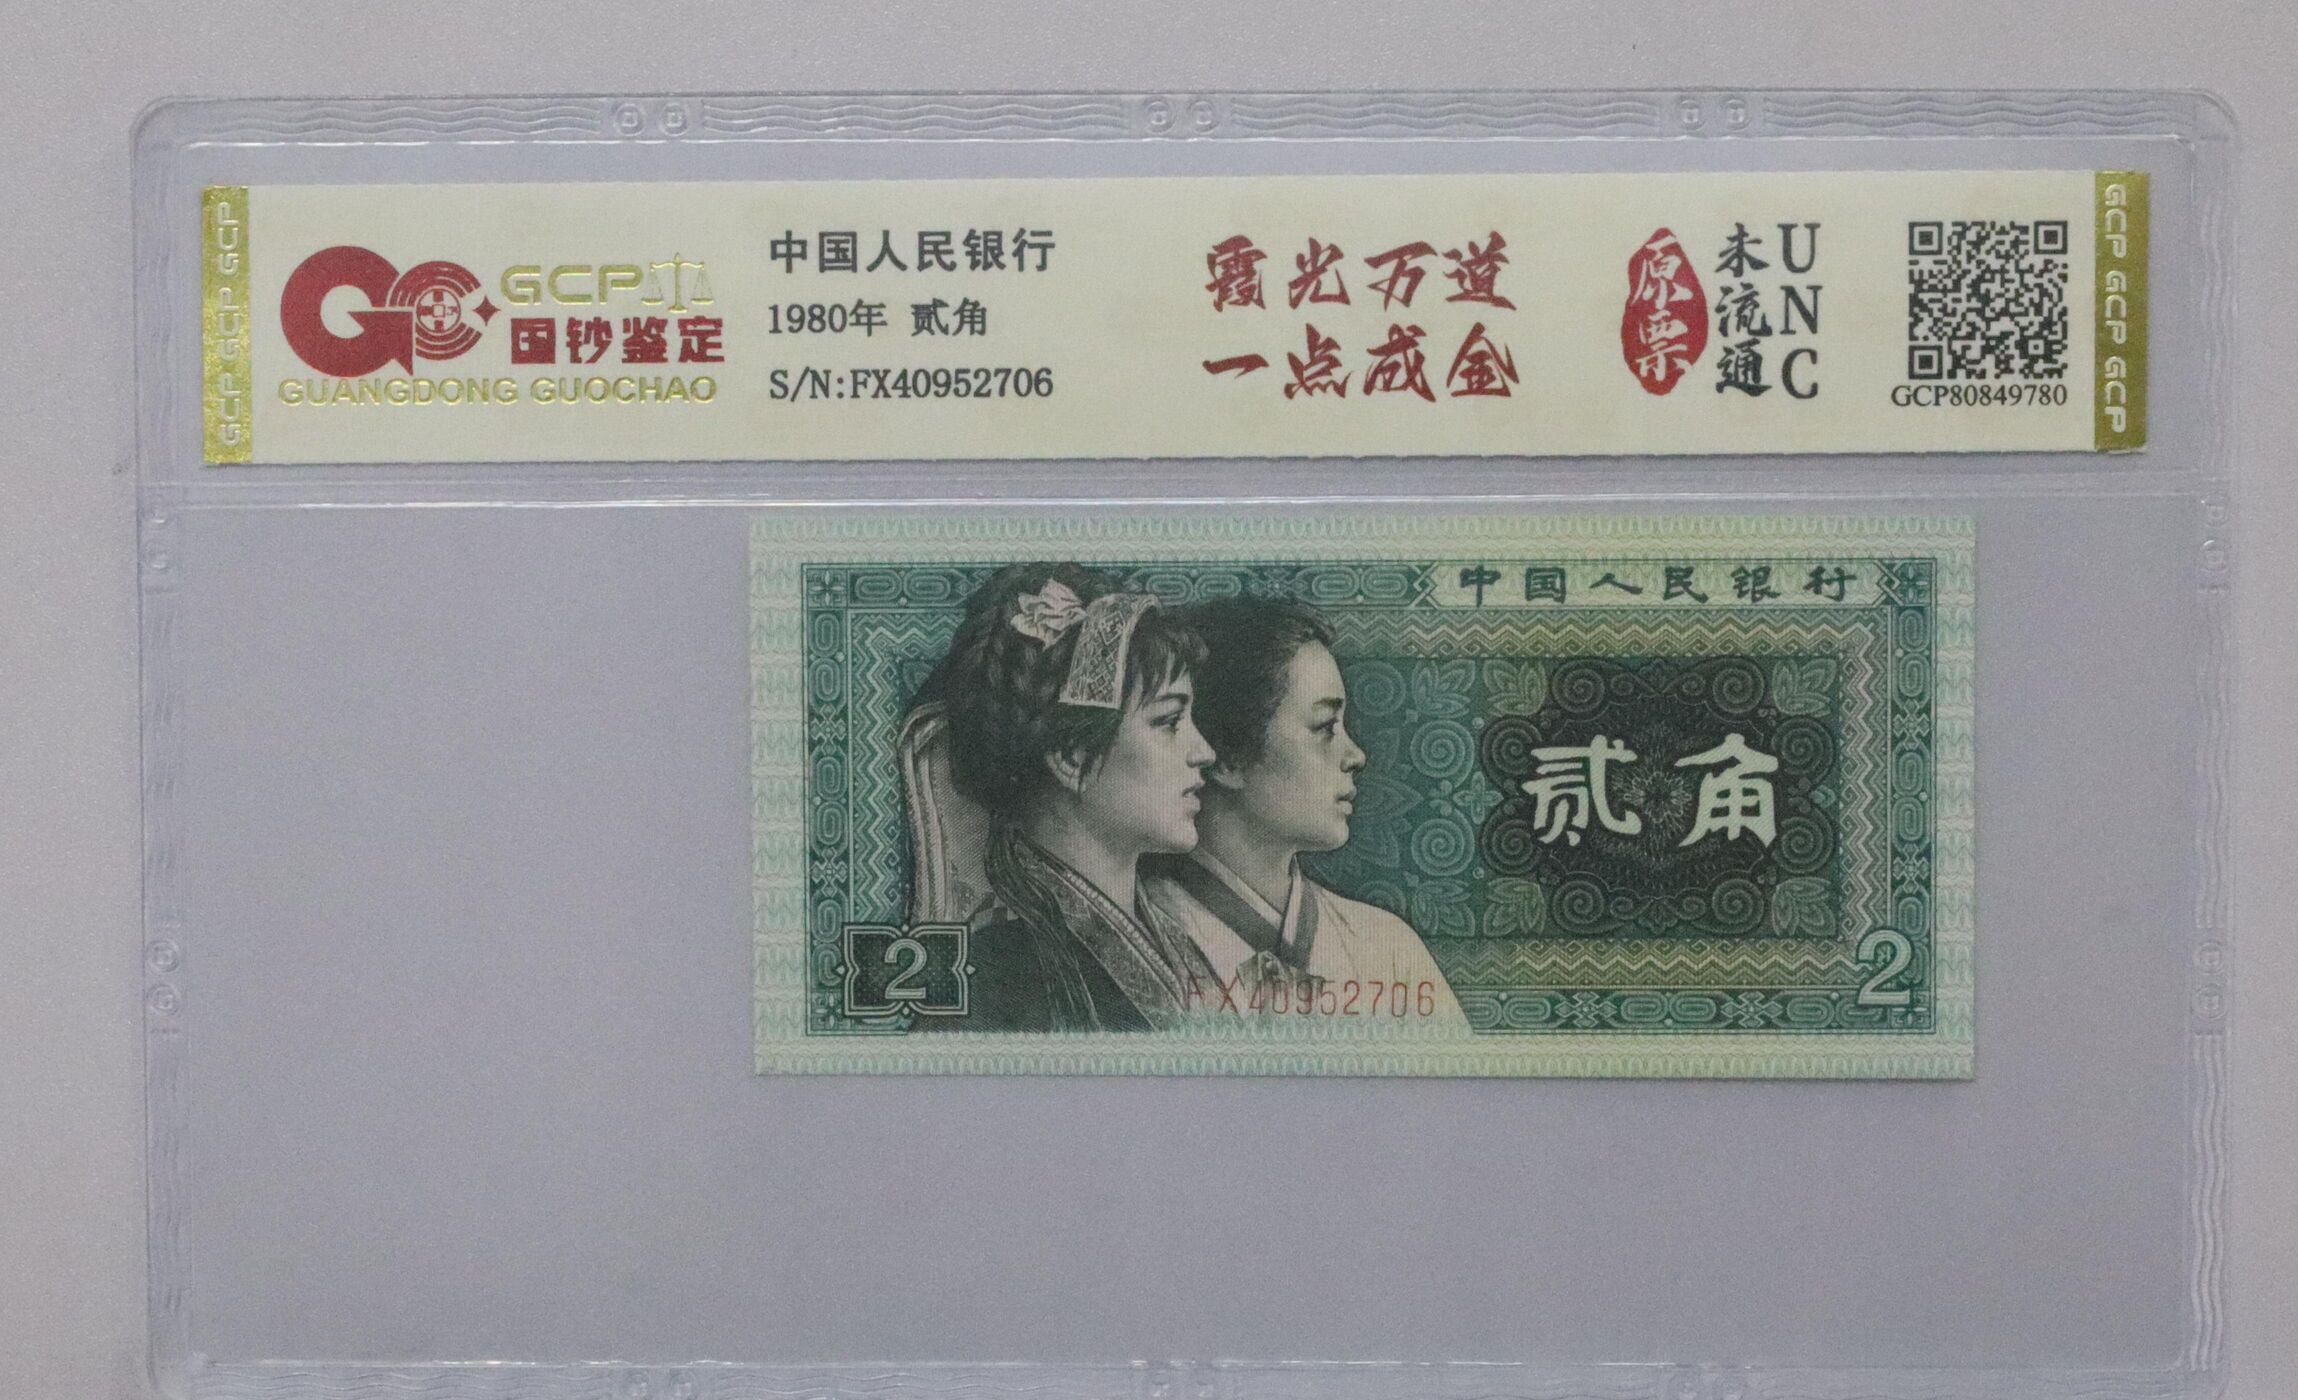 GCP GCP GCP
GCP
国钞鉴定
GUANGDONG GUOCHAO
中国人民银行
1980年 贰角
S/N:FX40952706
霞光万道
一点成金
原票
未流通
UNC
GCP80849780
GCP GCP GCP
中国人民银行
贰角
2
2
FX40952706